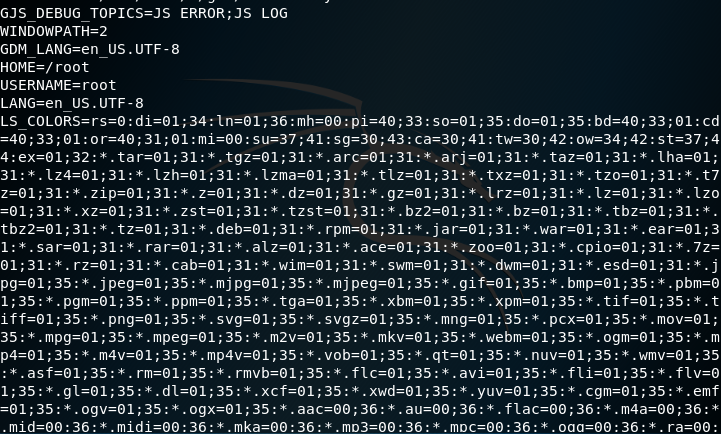 GJS_DEBUG_TOPICS=JS ERROR;JS LOG
WINDOWPATH=2
GDM_LANG=en_US.UTF-8
HOME=/root
USERNAME=root
LANG=en_US.UTF-8
LS_COLORS=rs=0:di=01;34:ln=01;36:mh=00:pi=40;33:so=01;35:do=01;35:bd=40;33;01:cd
=40;33;01:or=40;31;01:mi=00:su=37;41:sg=30;43:ca=30;41:tw=30;42:ow=34;42:st=37;4
4:ex=01;32:*.tar=01;31:*.tgz=01;31:*.arc=01;31:*.arj=01;31:*.taz=01;31:*.lha=01;
31:*.lz4=01;31:*.lzh=01;31:*.lzma=01;31:*.tlz=01;31:*.txz=01;31:*.tzo=01;31:*.t7
z=01;31:*.zip=01;31:*.z=01;31:*.dz=01;31:*.gz=01;31:*.lrz=01;31:*.lz=01;31:*.lzo
=01;31:*.xz=01;31:*.zst=01;31:*.tzst=01;31:*.bz2=01;31:*.bz=01;31:*.tbz=01;31:*.
tbz2=01;31:*.tz=01;31:*.deb=01;31:*.rpm=01;31:*.jar=01;31:*.war=01;31:*.ear=01;3
1:*.sar=01;31:*.rar=01;31:*.alz=01;31:*.ace=01;31:*.zoo=01;31:*.cpio=01;31:*.7z=
01;31:*.rz=01;31:*.cab=01;31:*.wim=01;31:*.swm=01;31:*.dwm=01;31:*.esd=01;31:*.j
pg=01;35:*.jpeg=01;35:*.mjpg=01;35:*.mjpeg=01;35:*.gif=01;35:*.bmp=01;35:*.pbm=0
1;35:*.pgm=01;35:*.ppm=01;35:*.tga=01;35:*.xbm=01;35:*.xpm=01;35:*.tif=01;35:*.t
iff=01;35:*.png=01;35:*.svg=01;35:*.svgz=01;35:*.mng=01;35:*.pcx=01;35:*.mov=01;
35:*.mpg=01;35:*.mpeg=01;35:*.m2v=01;35:*.mkv=01;35:*.webm=01;35:*.ogm=01;35:*.m
p4=01;35:*.m4v=01;35:*.mp4v=01;35:*.vob=01;35:*.qt=01;35:*.nuv=01;35:*.wmv=01;35
:*.asf=01;35:*.rm=01;35:*.rmvb=01;35:*.flc=01;35:*.avi=01;35:*.fli=01;35:*.flv=0
1;35:*.gl=01;35:*.dl=01;35:*.xcf=01;35:*.xwd=01;35:*.yuv=01;35:*.cgm=01;35:*.emf
=01;35:*.ogv=01;35:*.ogx=01;35:*.aac=00;36:*.au=00;36:*.flac=00;36:*.m4a=00;36:*
.mid=00;36:*.midi=00;36:*.mka=00;36:*.mp3=00;36:*.mpc=00;36:*.ogg=00;36:*.ra=00;